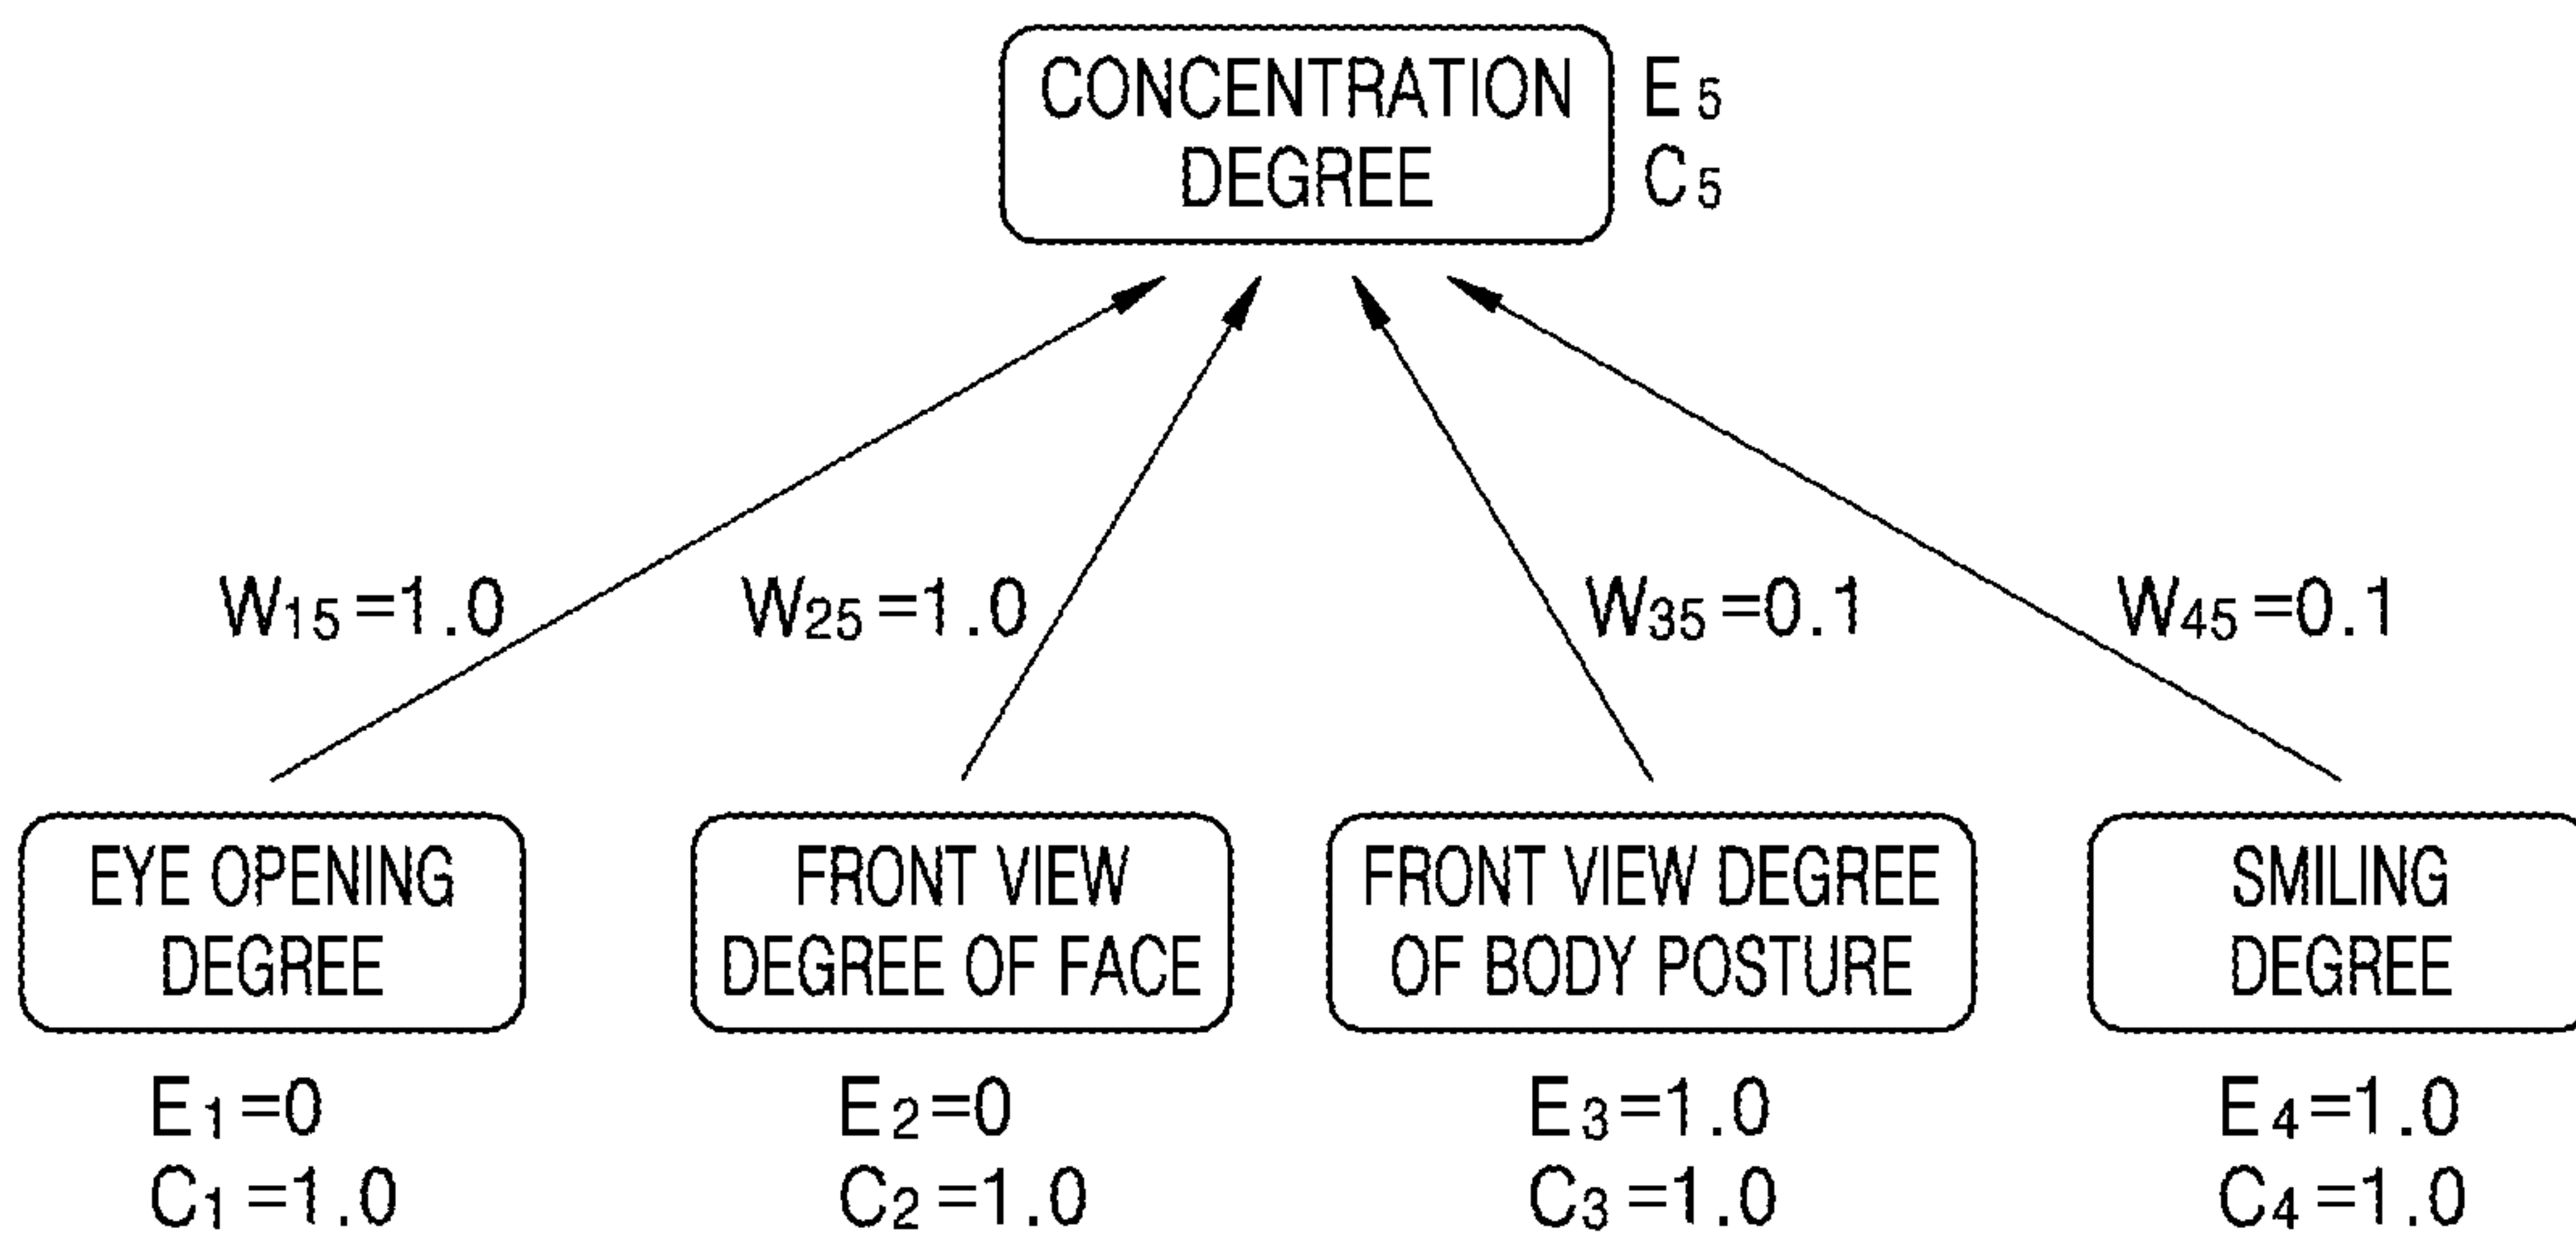 CONCENTRATION
DEGREE
E5
C5
W15=1.0
W25=1.0
W35=0.1
W45=0.1
EYE OPENING
DEGREE
FRONT VIEW
DEGREE OF FACE
FRONT VIEW DEGREE
OF BODY POSTURE
SMILING
DEGREE
E1=0
C1=1.0
E2=0
C2=1.0
E3=1.0
C3=1.0
E4=1.0
C4=1.0